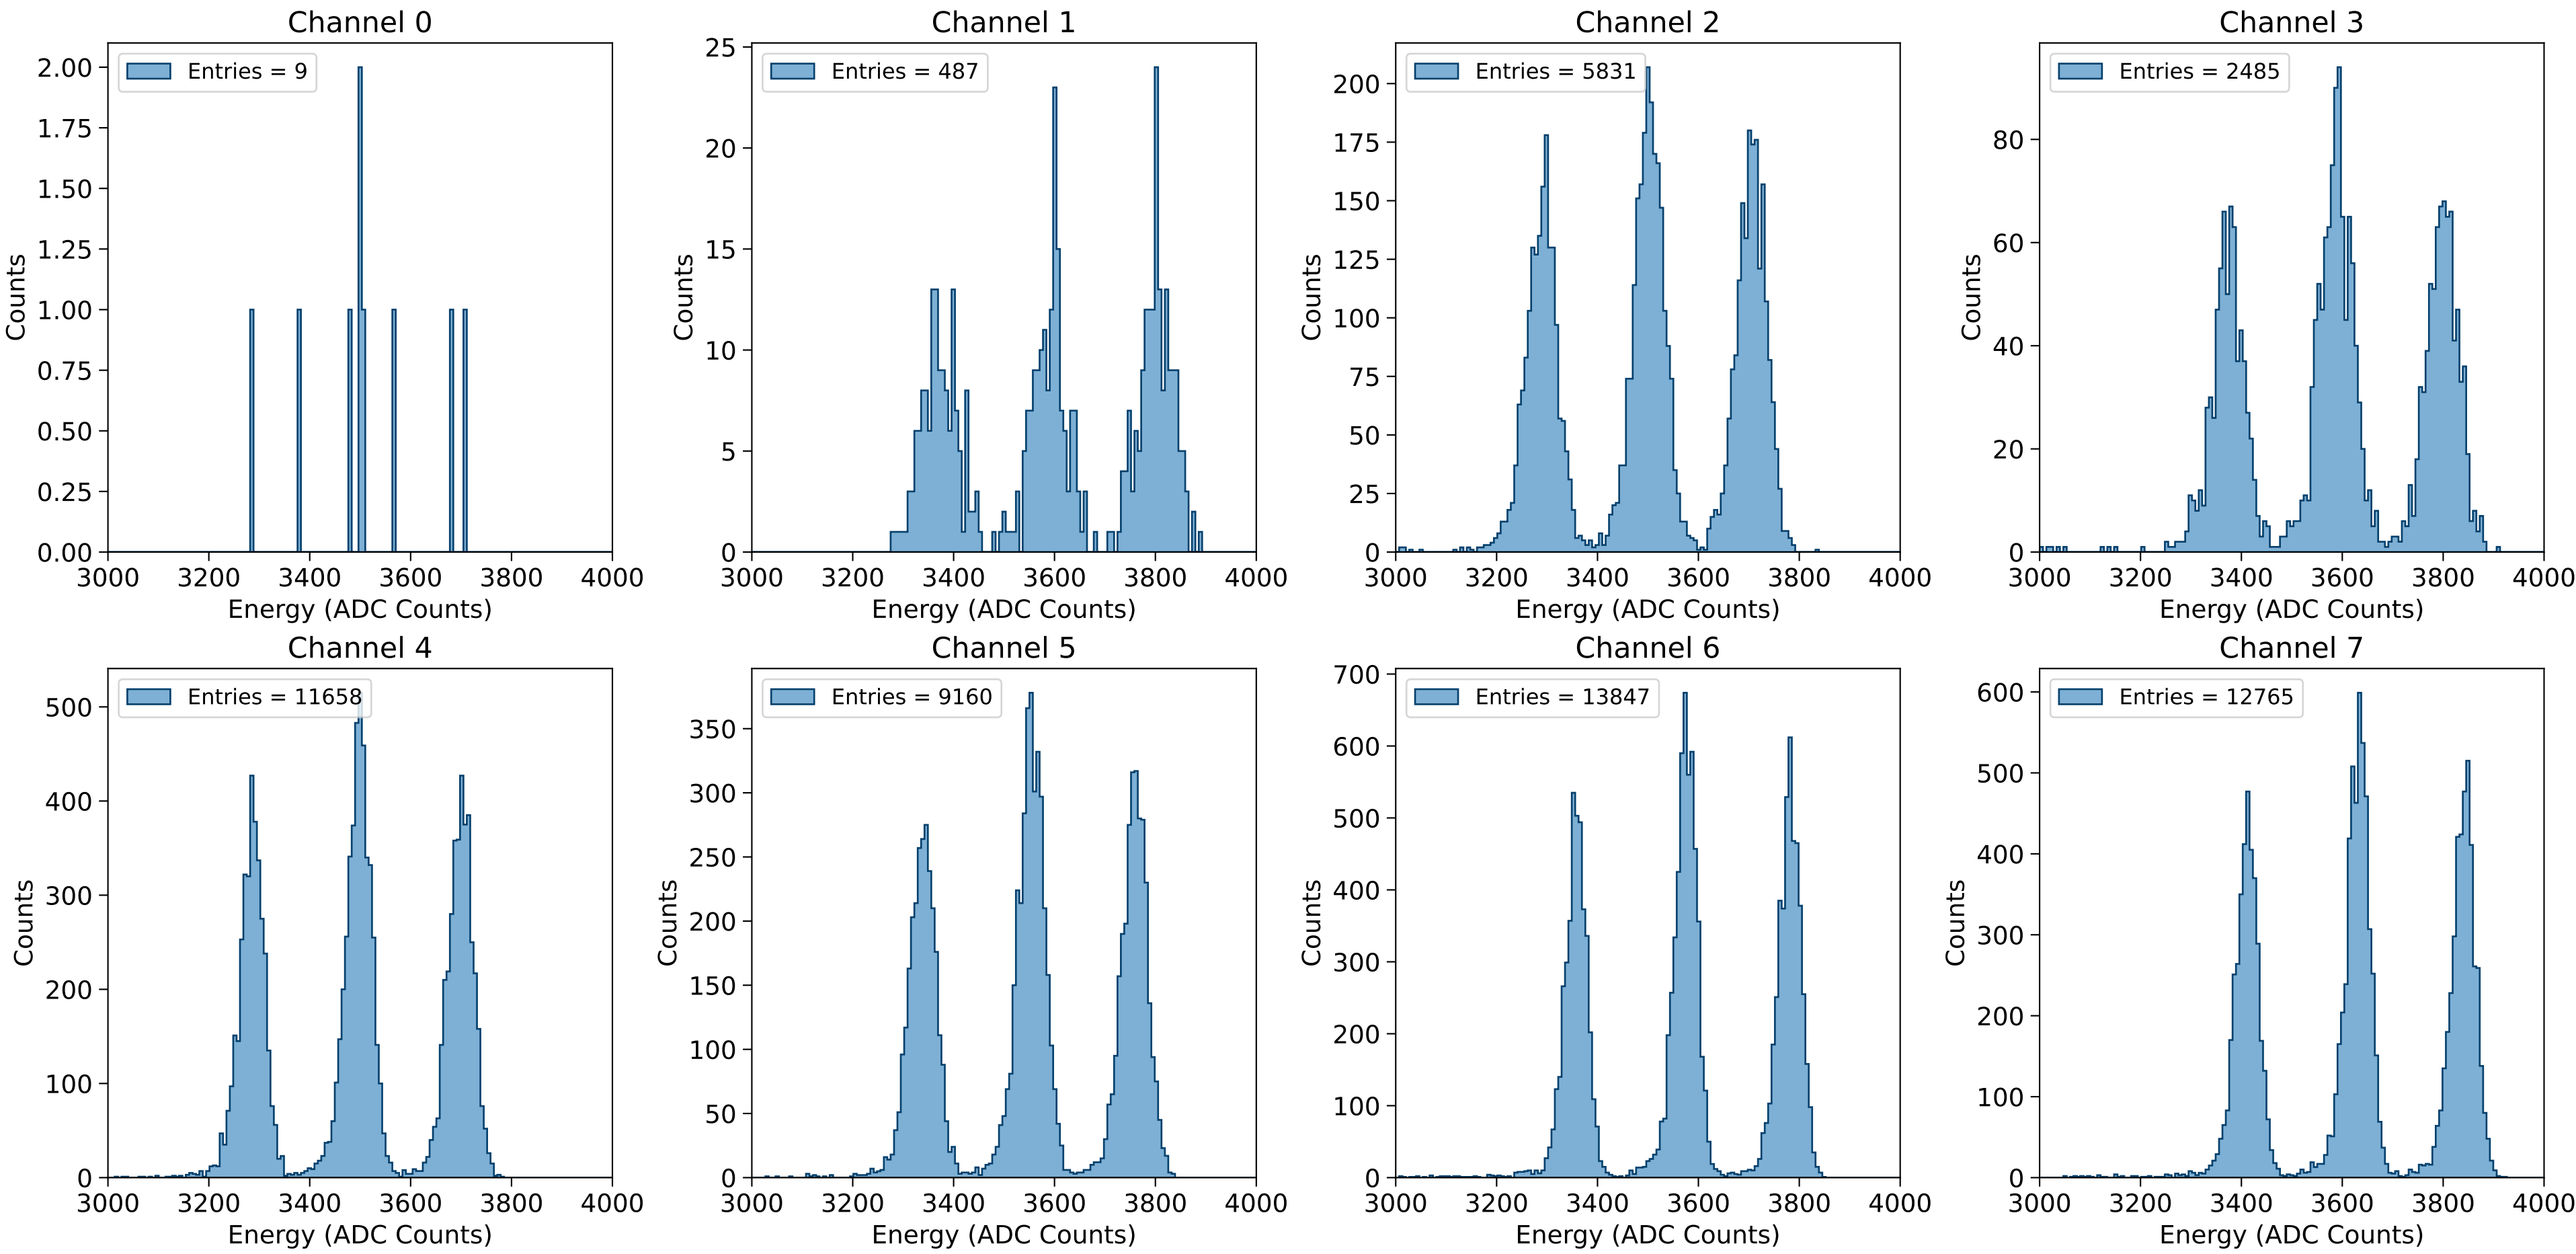 Channel 0
Entries = 9
2.00
1.75
1.50
1.25
1.00
0.75
0.50
0.25
0.00
Counts
3000 3200 3400 3600 3800 4000
Energy (ADC Counts)
Channel 1
Entries = 487
25
20
15
10
5
0
Counts
3000 3200 3400 3600 3800 4000
Energy (ADC Counts)
Channel 2
Entries = 5831
200
175
150
125
100
75
50
25
0
Counts
3000 3200 3400 3600 3800 4000
Energy (ADC Counts)
Channel 3
Entries = 2485
80
60
40
20
0
Counts
3000 3200 3400 3600 3800 4000
Energy (ADC Counts)
Channel 4
Entries = 11658
500
400
300
200
100
0
Counts
3000 3200 3400 3600 3800 4000
Energy (ADC Counts)
Channel 5
Entries = 9160
350
300
250
200
150
100
50
0
Counts
3000 3200 3400 3600 3800 4000
Energy (ADC Counts)
Channel 6
Entries = 13847
700
600
500
400
300
200
100
0
Counts
3000 3200 3400 3600 3800 4000
Energy (ADC Counts)
Channel 7
Entries = 12765
600
500
400
300
200
100
0
Counts
3000 3200 3400 3600 3800 4000
Energy (ADC Counts)